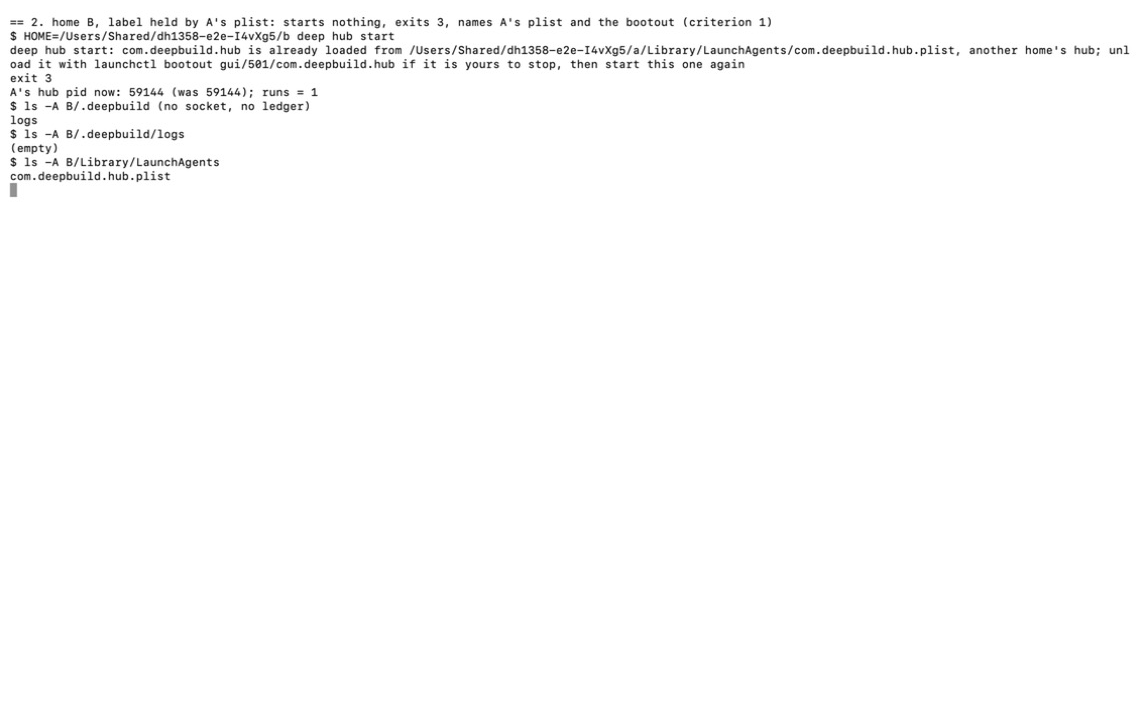 == 2. home B, label held by A's plist: starts nothing, exits 3, names A's plist and the bootout (criterion 1)
$ HOME=/Users/Shared/dh1358-e2e-I4vXg5/b deep hub start
deep hub start: com.deepbuild.hub is already loaded from /Users/Shared/dh1358-e2e-I4vXg5/a/Library/LaunchAgents/com.deepbuild.hub.plist, another home's hub; unl
oad it with launchctl bootout gui/501/com.deepbuild.hub if it is yours to stop, then start this one again
exit 3
A's hub pid now: 59144 (was 59144); runs = 1
$ ls -A B/.deepbuild (no socket, no ledger)
logs
$ ls -A B/.deepbuild/logs
(empty)
$ ls -A B/Library/LaunchAgents
com.deepbuild.hub.plist